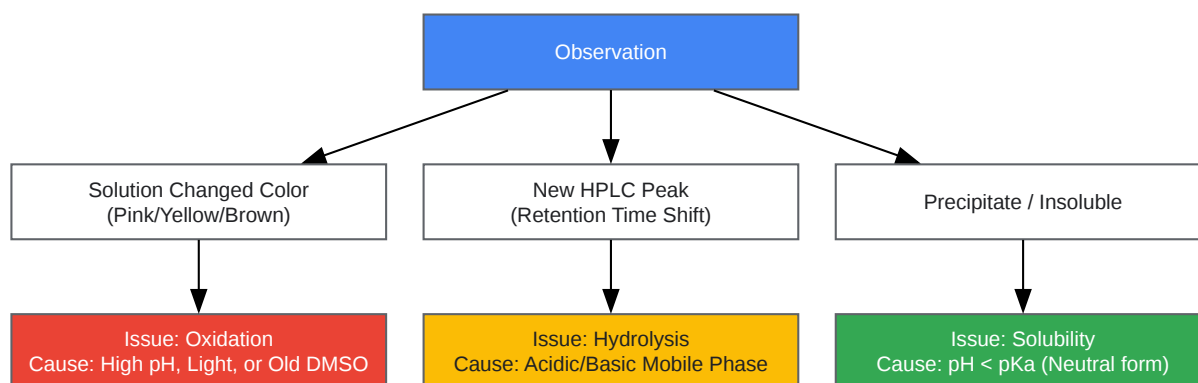 Observation
Solution Changed Color
(Pink/Yellow/Brown)
New HPLC Peak
(Retention Time Shift)
Precipitate / Insoluble
Issue: Oxidation
Cause: High pH, Light, or Old DMSO
Issue: Hydrolysis
Cause: Acidic/Basic Mobile Phase
Issue: Solubility
Cause: pH < pKa (Neutral form)